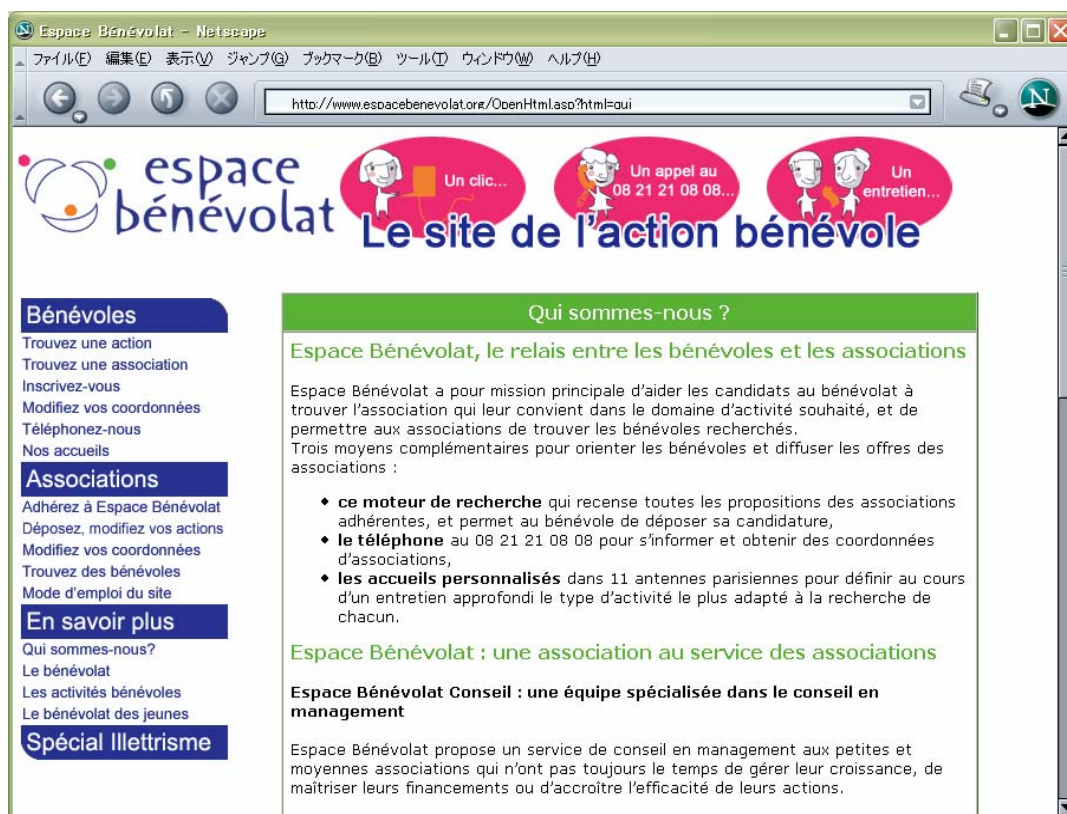 Espace Bénévolat - Netscape
ファイル(F) 編集(E) 表示(V) ジャンプ(G) ブックマーク(B) ツール(T) ウィンドウ(W) ヘルプ(H)
http://www.espacebenevolat.org/OpenHtml.asp?html=qui
N
espace
bénévolat
Un clic...
Un appel au
08 21 21 08 08...
Un
entretien...
Le site de l'action bénévole
Bénévoles
Trouvez une action
Trouvez une association
Inscrivez-vous
Modifiez vos coordonnées
Téléphonez-nous
Nos accueils
Associations
Adhérez à Espace Bénévolat
Déposez, modifiez vos actions
Modifiez vos coordonnées
Trouvez des bénévoles
Mode d'emploi du site
En savoir plus
Qui sommes-nous?
Le bénévolat
Les activités bénévoles
Le bénévolat des jeunes
Spécial Illettrisme
Qui sommes-nous ?
Espace Bénévolat, le relais entre les bénévoles et les associations
Espace Bénévolat a pour mission principale d'aider les candidats au bénévolat à
trouver l'association qui leur convient dans le domaine d'activité souhaité, et de
permettre aux associations de trouver les bénévoles recherchés.
Trois moyens complémentaires pour orienter les bénévoles et diffuser les offres des
associations :
• ce moteur de recherche qui recense toutes les propositions des associations
adhérentes, et permet au bénévole de déposer sa candidature,
• le téléphone au 08 21 21 08 08 pour s'informer et obtenir des coordonnées
d'associations,
• les accueils personnalisés dans 11 antennes parisiennes pour définir au cours
d'un entretien approfondi le type d'activité le plus adapté à la recherche de
chacun.
Espace Bénévolat : une association au service des associations
Espace Bénévolat Conseil : une équipe spécialisée dans le conseil en
management
Espace Bénévolat propose un service de conseil en management aux petites et
moyennes associations qui n'ont pas toujours le temps de gérer leur croissance, de
maîtriser leurs financements ou d'accroître l'efficacité de leurs actions.